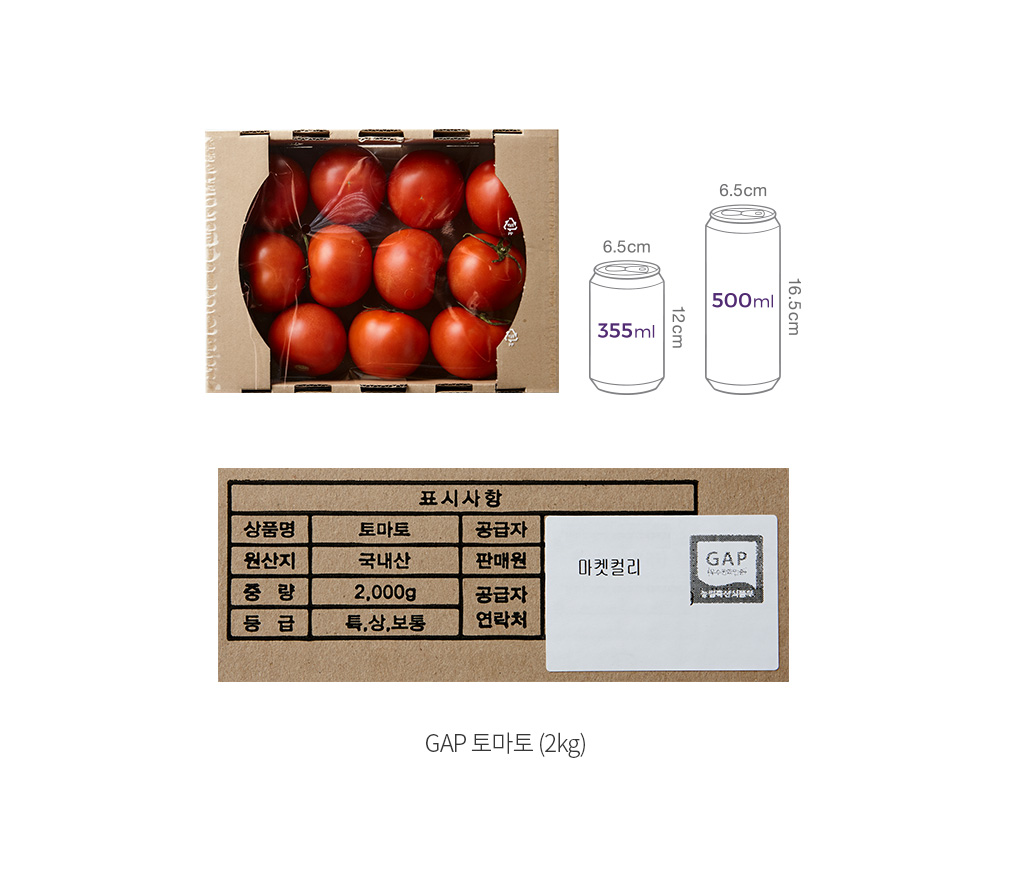 6.5cm
6.5cm
16.5cm
500ml
12cm
355ml
표시사항
상품명 토마토 공급자
원산지 국내산 판매원
중 량 2,000g 공급자
연락처
등 급 특,상,보통
마켓컬리
GAP
농림축산식품부
GAP 토마토 (2kg)